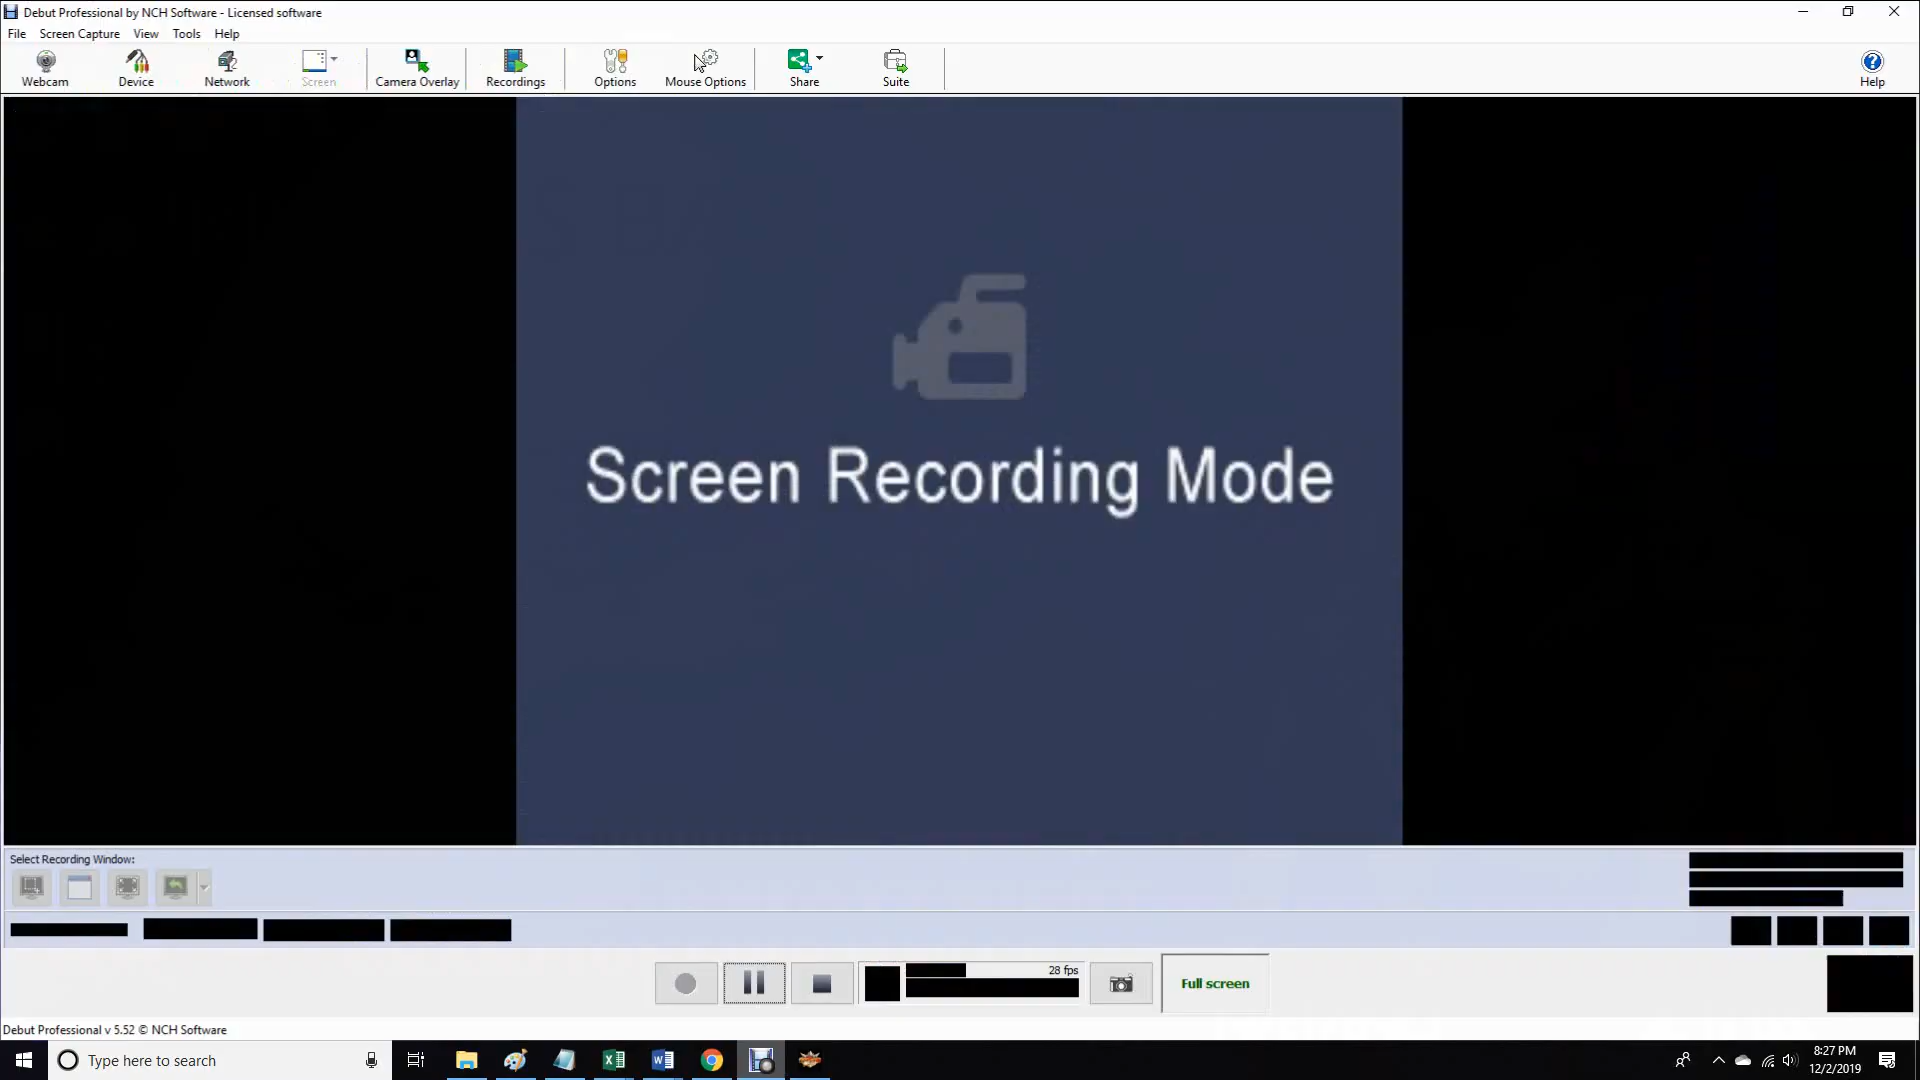 Debut Professional by NCH Software - Licensed software
File Screen Capture View Tools Help
Webcam Device Network Screen Camera Overlay Recordings Options Mouse Options Share Suite Help
Screen Recording Mode
Select Recording Window:
28 fps
Full screen
Debut Professional v 5.52 © NCH Software
Type here to search
8:27 PM
12/2/2019